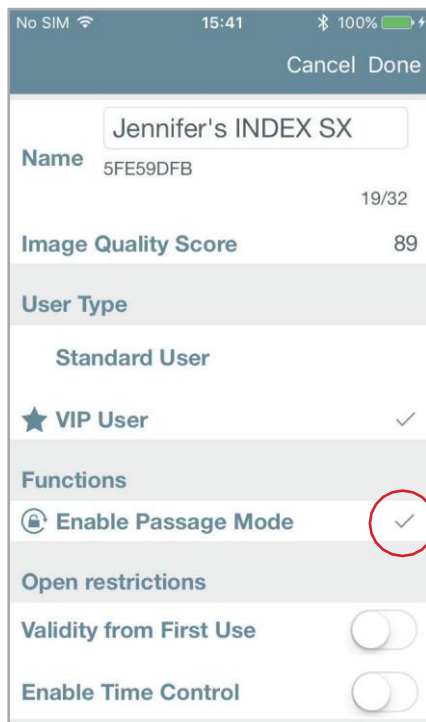 No SIM 15:41 100%
Cancel Done
Jennifer's INDEX SX
Name
5FE59DFB
19/32
Image Quality Score 89
User Type
Standard User
VIP User
Functions
Enable Passage Mode
Open restrictions
Validity from First Use
Enable Time Control